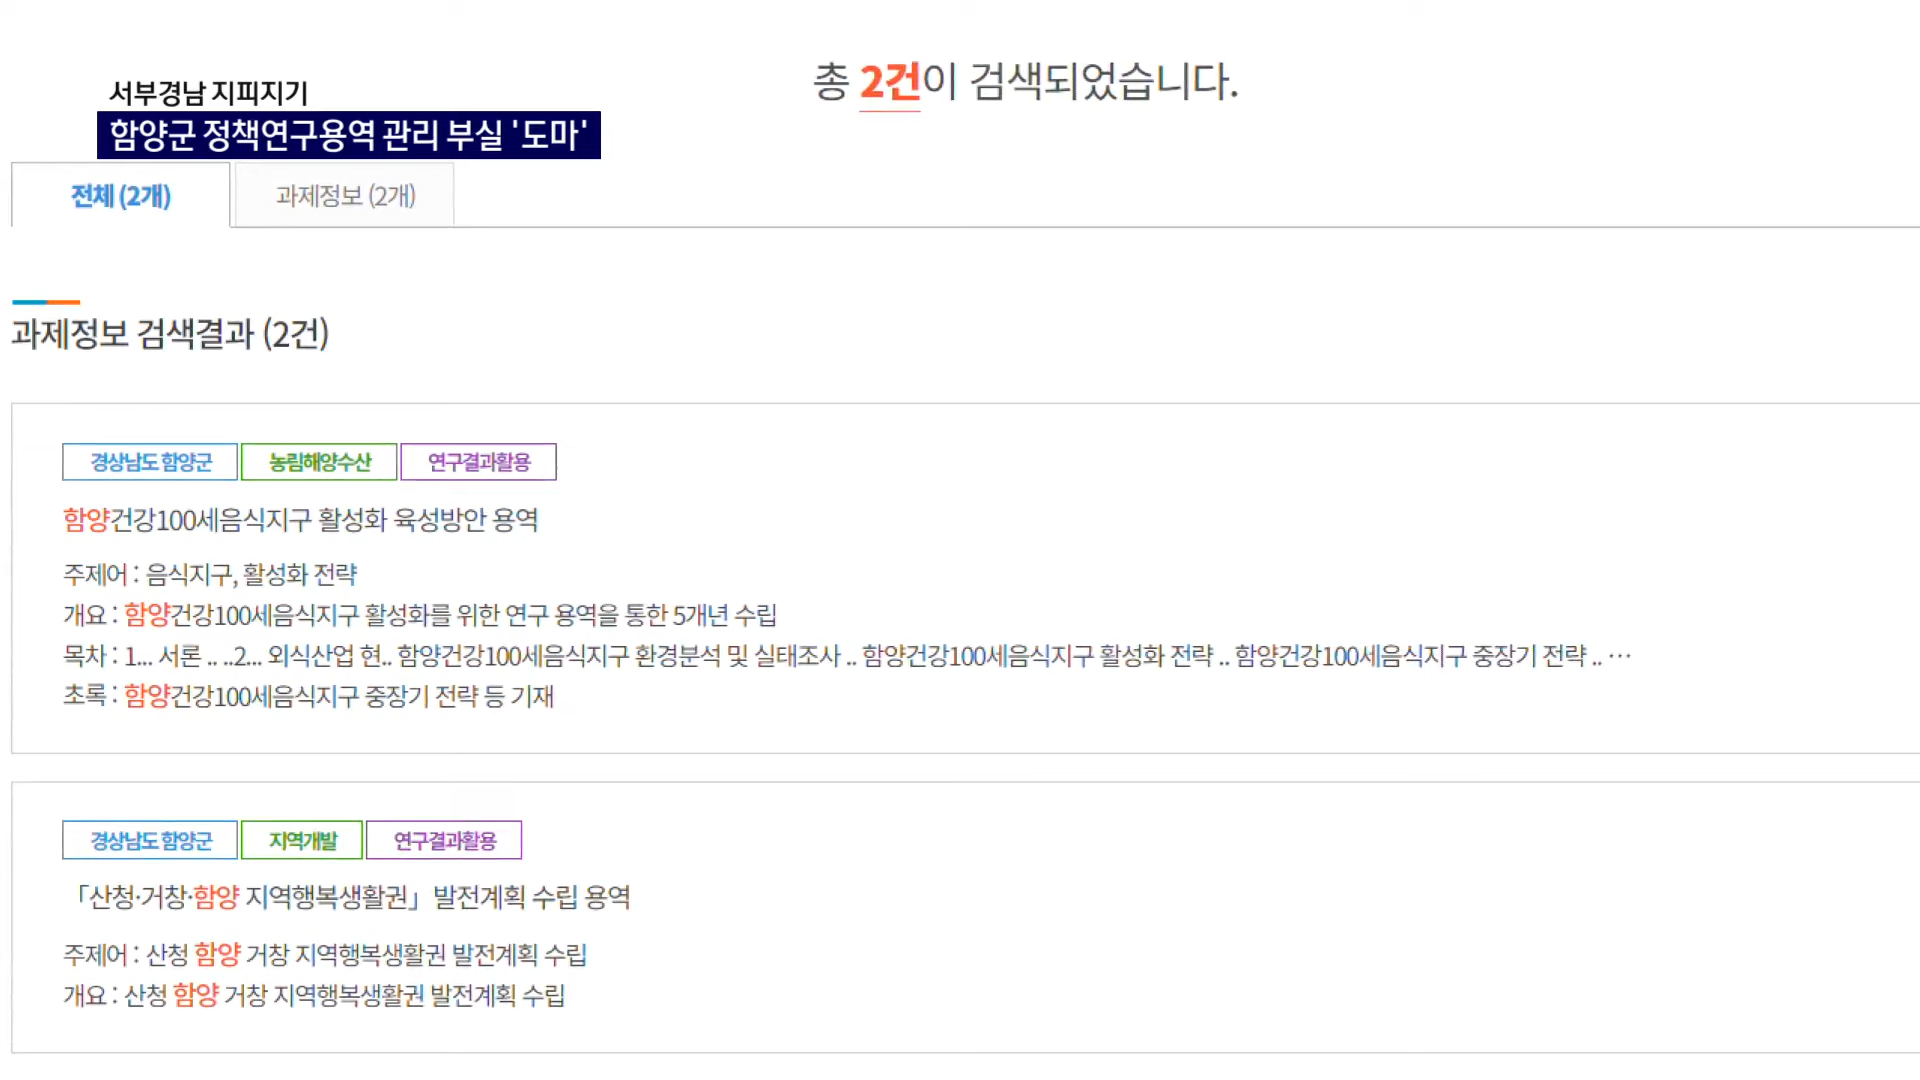 총 2건이 검색되었습니다.
서부경남 지피지기
함양군 정책연구용역 관리 부실 '도마'
전체 (2개)
과제정보 (2개)
과제정보 검색결과 (2건)
경상남도 함양군 농림해양수산 연구결과활용
함양건강100세음식지구 활성화 육성방안 용역
주제어 : 음식지구, 활성화 전략
개요 : 함양건강100세음식지구 활성화를 위한 연구 용역을 통한 5개년 수립
목차 : 1... 서론 .. ..2... 외식산업 현.. 함양건강100세음식지구 환경분석 및 실태조사 .. 함양건강100세음식지구 활성화 전략 .. 함양건강100세음식지구 중장기 전략 .. ···
초록 : 함양건강100세음식지구 중장기 전략 등 기재
경상남도 함양군 지역개발 연구결과활용
「산청·거창·함양 지역행복생활권」 발전계획 수립 용역
주제어 : 산청 함양 거창 지역행복생활권 발전계획 수립
개요 : 산청 함양 거창 지역행복생활권 발전계획 수립